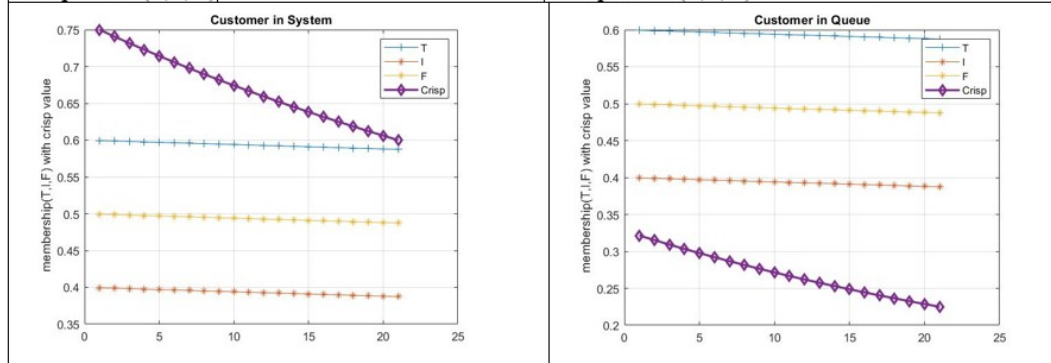 Customer in System
0.75
0.7
0.65
0.6
0.55
0.5
0.45
0.4
0.35
0
5
10
15
20
25
membership(T,I,F) with crisp value
T
I
F
Crisp
Customer in Queue
0.6
0.55
0.5
0.45
0.4
0.35
0.3
0.25
0.2
0
5
10
15
20
25
membership(T,I,F) with crisp value
T
I
F
Crisp